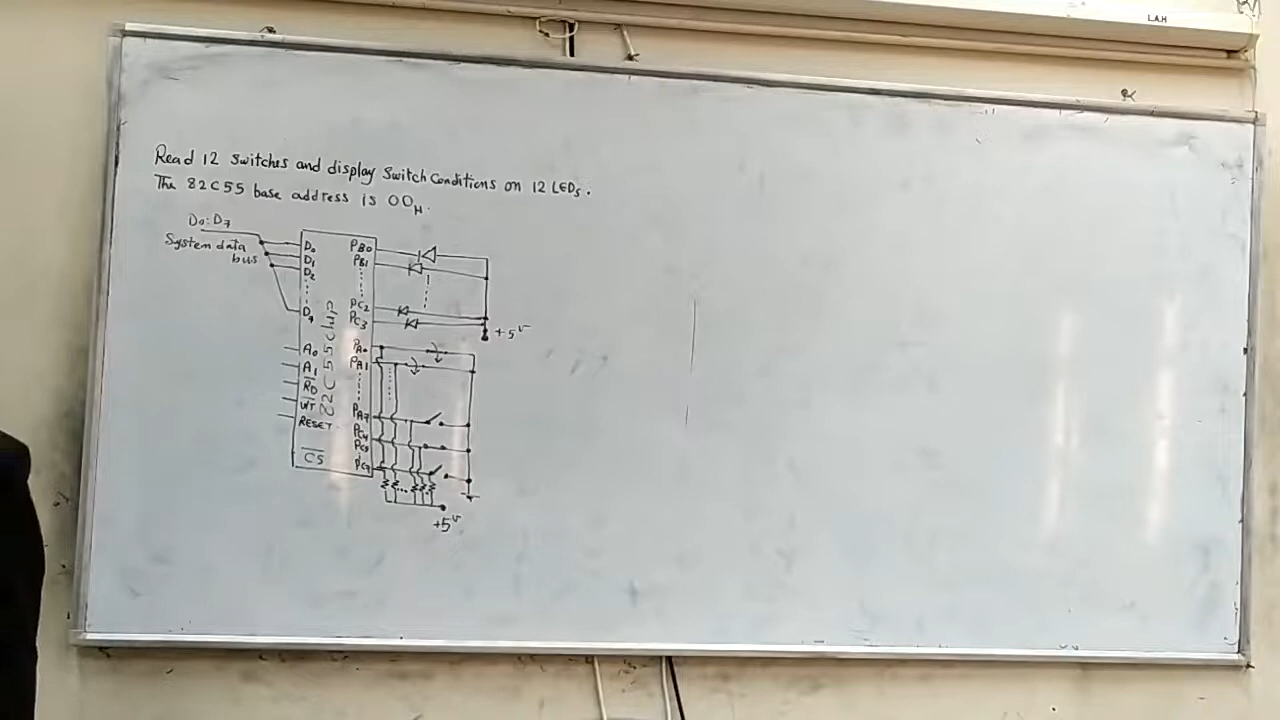 L.A.H
Read 12 switches and display Switch Conditions on 12 LEDs.
The 82C55 base address is 00H.
D0:D7
System data
bus
D0
D1
D2
D7
A0
A1
RD
WT
RESET
CS
82C55 chip
PB0
PB1
PC2
PC3
PA0
PA1
PA7
PC4
PC5
PC7
+5V
+5V